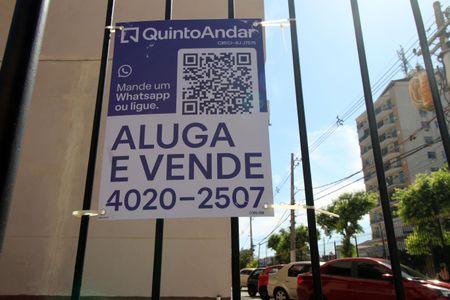 QuintoAndar
Mande um
Whatsapp
ou ligue.
ALUGA
E VENDE
4020-2507